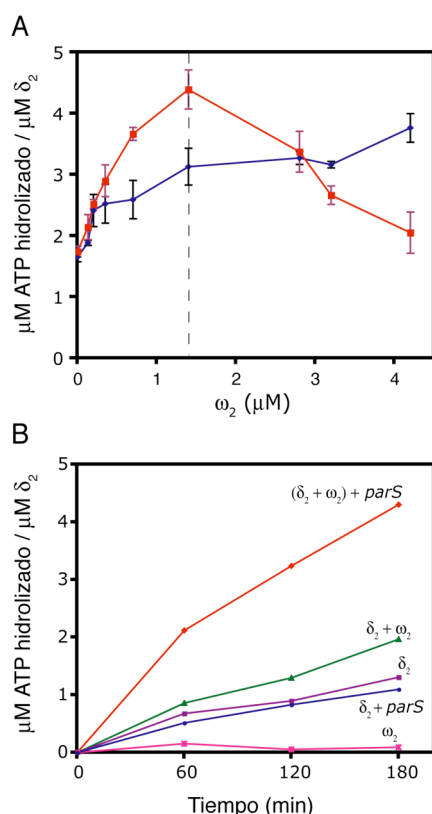 A
µM ATP hidrolizado / µM δ₂
5
4
3
2
1
0
0
1
2
3
4
ω₂ (µM)
B
µM ATP hidrolizado / µM δ₂
5
4
3
2
1
0
(δ₂ + ω₂) + parS
δ₂ + ω₂
δ₂
δ₂ + parS
ω₂
0
60
120
180
Tiempo (min)